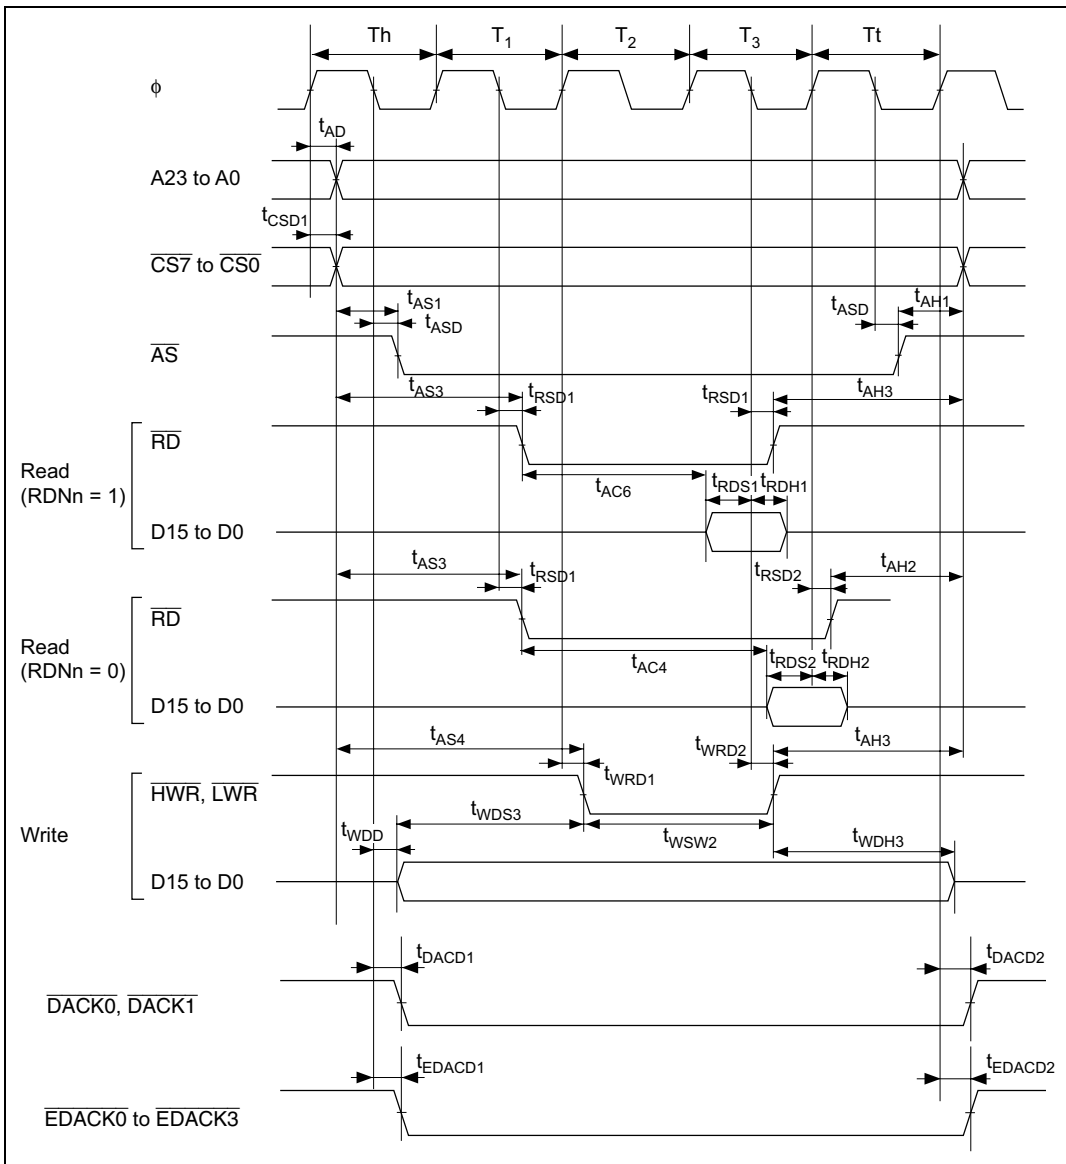 Th T1 T2 T3 Tt
ϕ
tAD
A23 to A0
tCSD1
CS7 to CS0
tAS1 tASD tASD tAH1
AS
tAS3 tRSD1 tRSD1 tAH3
Read
(RDNn = 1)
RD
tAC6 tRDS1 tRDH1
D15 to D0
tAS3 tRSD1 tRSD2 tAH2
Read
(RDNn = 0)
RD
tAC4 tRDS2 tRDH2
D15 to D0
tAS4 tWRD1 tWRD2 tAH3
Write
HWR, LWR
tWDD tWDS3 tWSW2 tWDH3
D15 to D0
tDACD1 tDACD2
DACK0, DACK1
tEDACD1 tEDACD2
EDACK0 to EDACK3